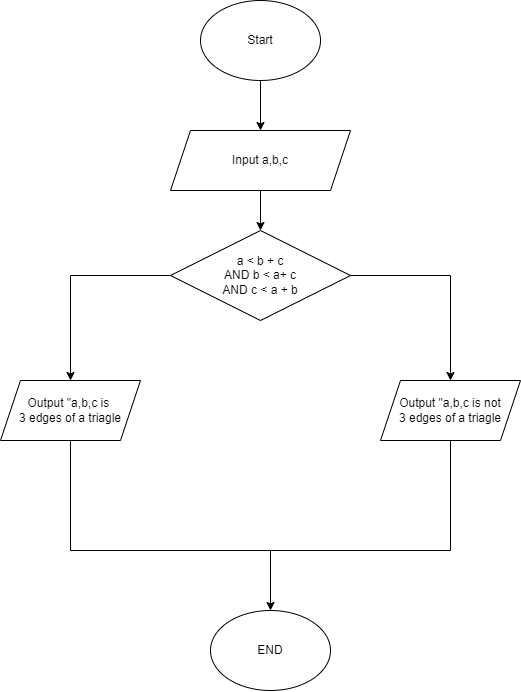 Start
Input a,b,c
a < b + c
AND b < a+ c
AND c < a + b
Output "a,b,c is
3 edges of a triagle
Output "a,b,c is not
3 edges of a triagle
END